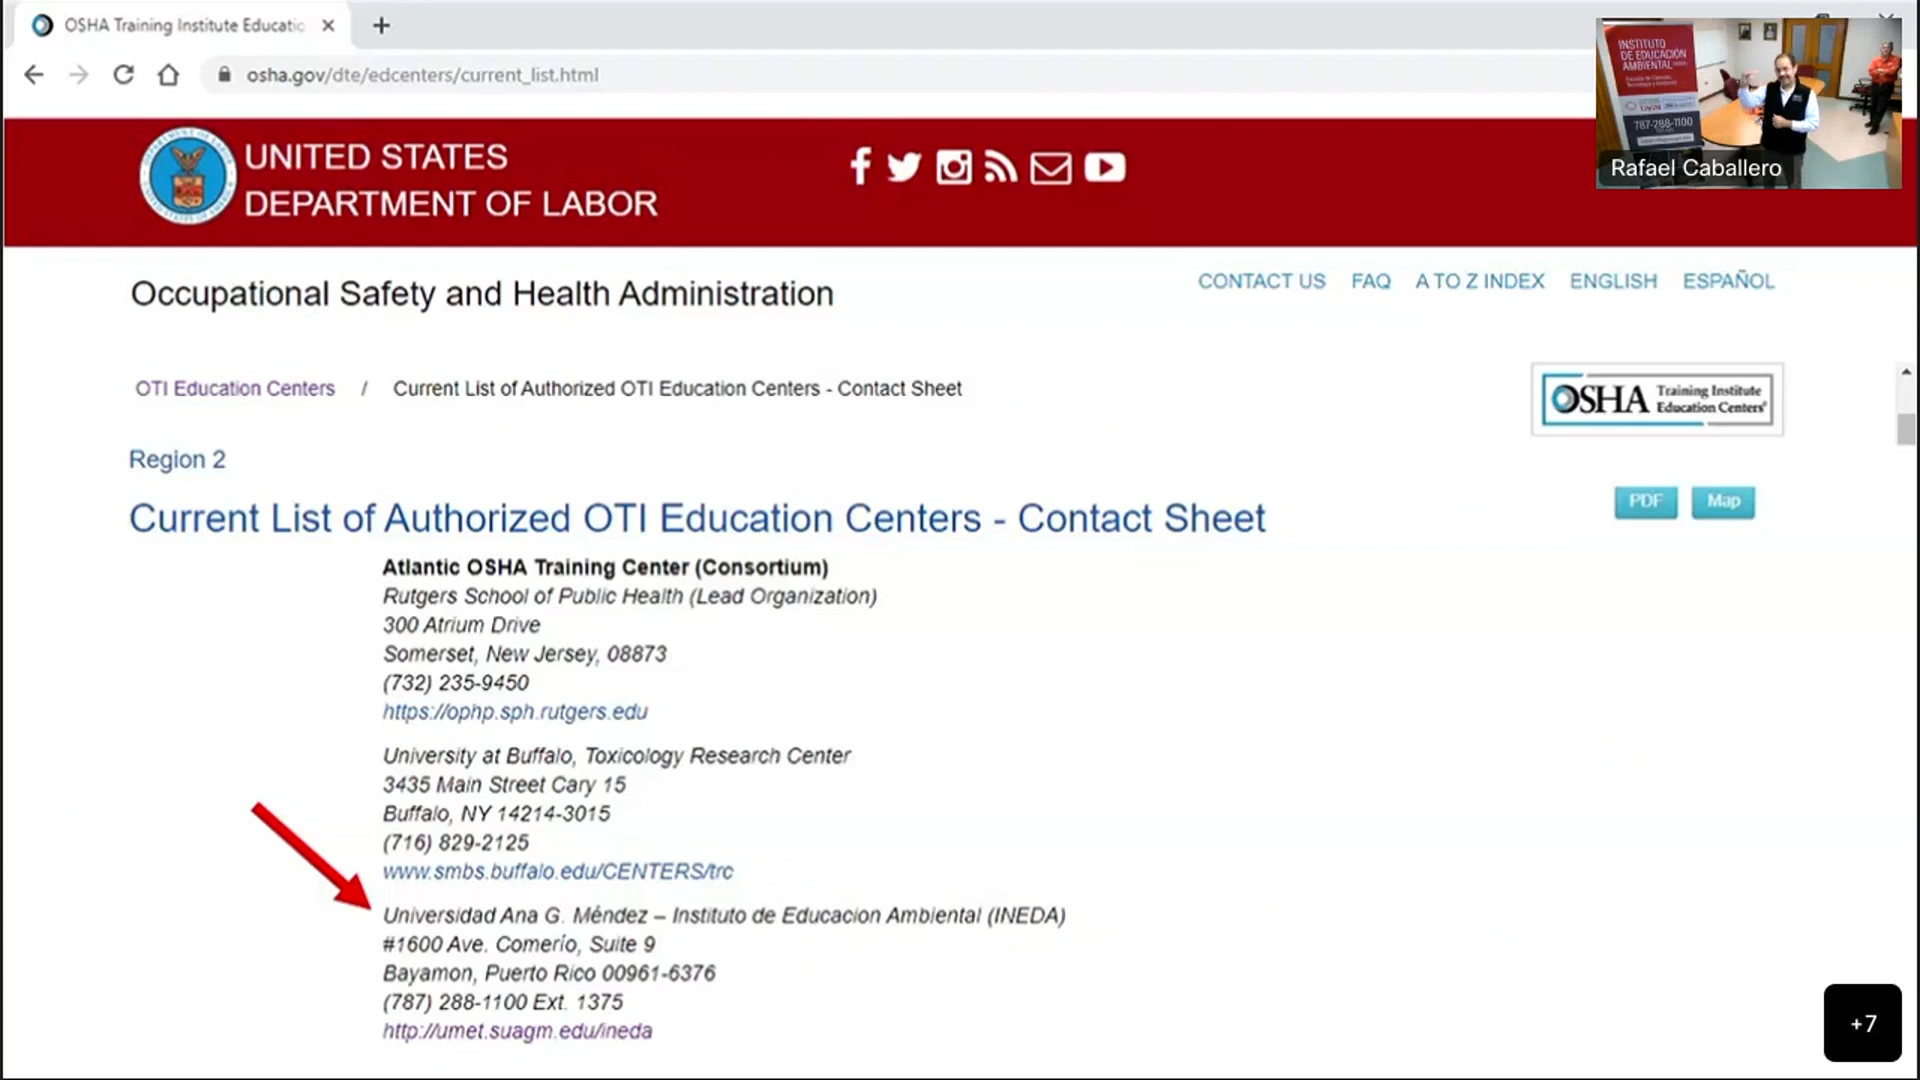 OSHA Training Institute Educatio
osha.gov/dte/edcenters/current_list.html
INSTITUTO
DE EDUCACIÓN
AMBIENTAL
787-288-1100
Rafael Caballero
UNITED STATES
DEPARTMENT OF LABOR
Occupational Safety and Health Administration
CONTACT US FAQ A TO Z INDEX ENGLISH ESPAÑOL
OTI Education Centers / Current List of Authorized OTI Education Centers - Contact Sheet
OSHA Training Institute
Education Centers
Region 2
PDF Map
Current List of Authorized OTI Education Centers - Contact Sheet
Atlantic OSHA Training Center (Consortium)
Rutgers School of Public Health (Lead Organization)
300 Atrium Drive
Somerset, New Jersey, 08873
(732) 235-9450
https://ophp.sph.rutgers.edu
University at Buffalo, Toxicology Research Center
3435 Main Street Cary 15
Buffalo, NY 14214-3015
(716) 829-2125
www.smbs.buffalo.edu/CENTERS/trc
Universidad Ana G. Méndez – Instituto de Educacion Ambiental (INEDA)
#1600 Ave. Comerío, Suite 9
Bayamon, Puerto Rico 00961-6376
(787) 288-1100 Ext. 1375
http://umet.suagm.edu/ineda
+7